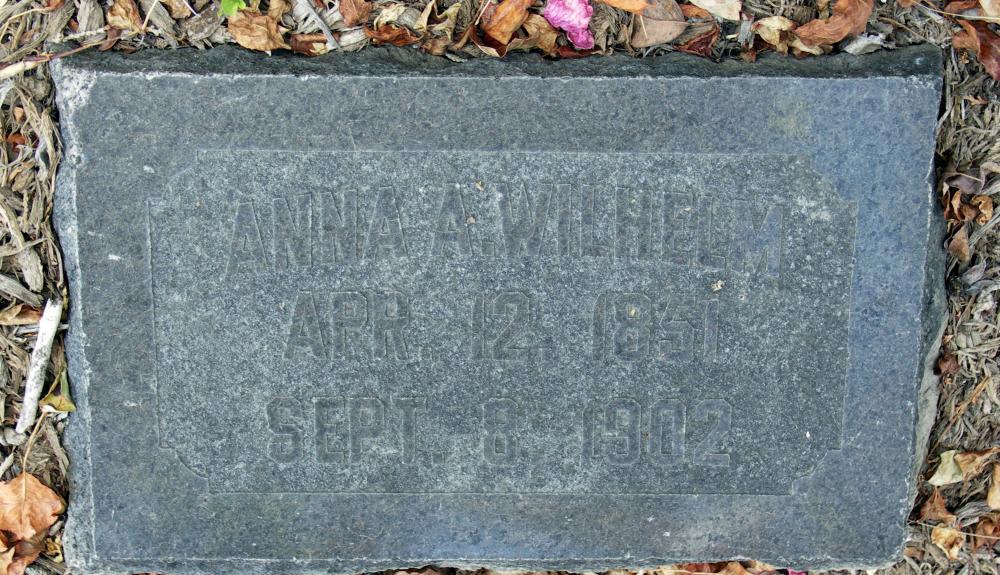 ANNA A. WILHELM
APR. 12. 1851
SEPT. 8. 1902